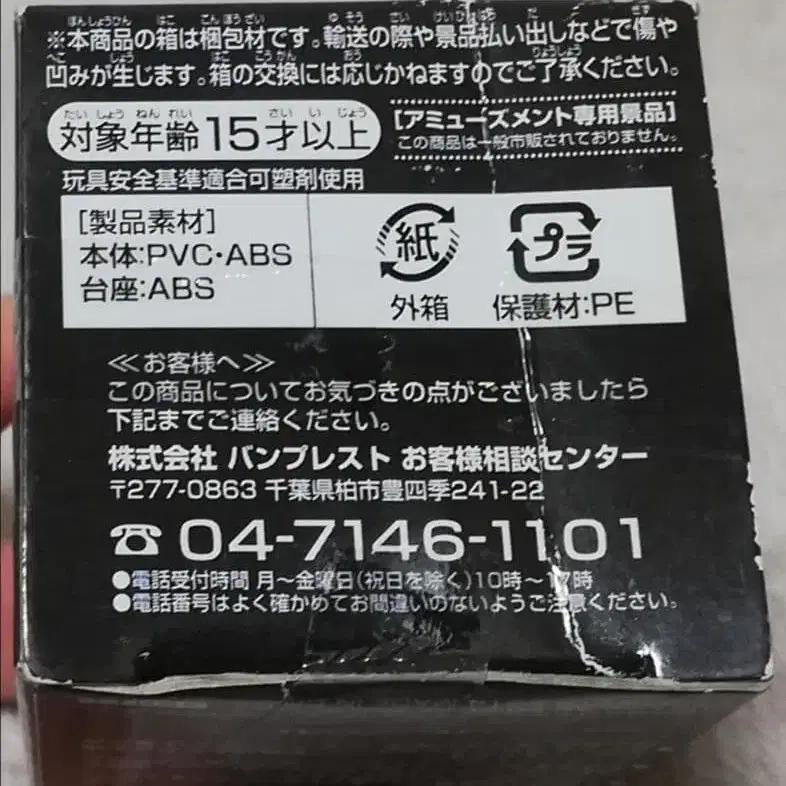 ※本商品の箱は梱包材です。輸送の際や景品払い出しなどで傷や
凹みが生じます。箱の交換には応じかねますのでご了承ください。
対象年齢15才以上
[アミューズメント専用景品]
この商品は一般市販されておりません。
玩具安全基準適合可塑剤使用
[製品素材]
本体:PVC・ABS
台座:ABS
紙
外箱
プラ
保護材:PE
≪お客様へ≫
この商品についてお気づきの点がございましたら
下記までご連絡ください。
株式会社 バンプレスト お客様相談センター
〒277-0863 千葉県柏市豊四季241-22
☎ 04-7146-1101
●電話受付時間 月～金曜日(祝日を除く)10時～17時
●電話番号はよく確かめてお間違いのないようご注意ください。